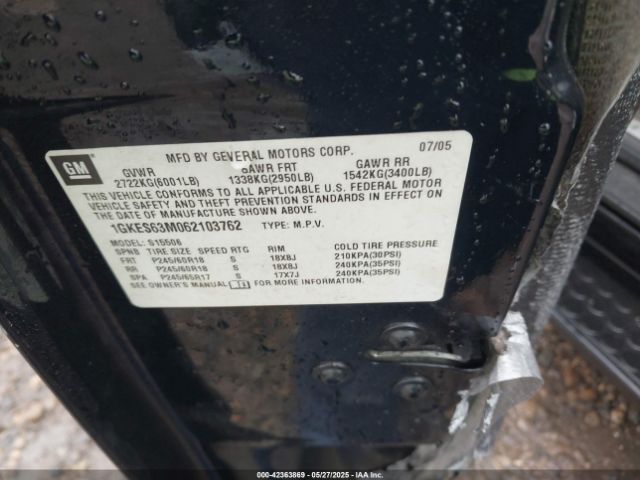 GM
MFD BY GENERAL MOTORS CORP. 07/05
GVWR GAWR FRT GAWR RR
2722KG(6001LB) 1338KG(2950LB) 1542KG(3400LB)
THIS VEHICLE CONFORMS TO ALL APPLICABLE U.S. FEDERAL MOTOR
VEHICLE SAFETY AND THEFT PREVENTION STANDARDS IN EFFECT ON
THE DATE OF MANUFACTURE SHOWN ABOVE.
1GKES63M062103762 TYPE: M.P.V.
MODEL: S15506
SPNB TIRE SIZE SPEED RTG RIM COLD TIRE PRESSURE
FRT P245/60R18 S 18X8J 210KPA(30PSI)
RR P245/60R18 S 18X8J 240KPA(35PSI)
SPA P245/65R17 S 17X7J 240KPA(35PSI)
SEE OWNER'S MANUAL FOR MORE INFORMATION.
000-42363869 05/27/2025 IAA Inc.